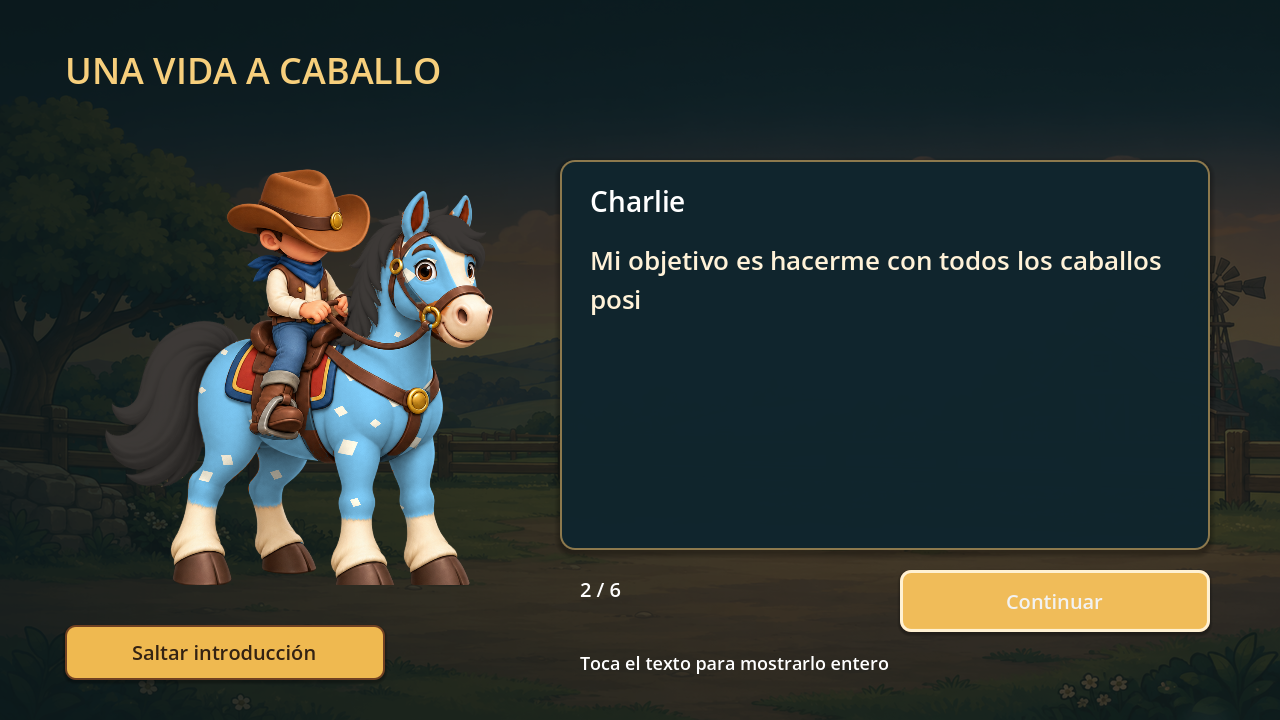 UNA VIDA A CABALLO
Charlie
Mi objetivo es hacerme con todos los caballos
posi
2 / 6
Continuar
Saltar introducción
Toca el texto para mostrarlo entero